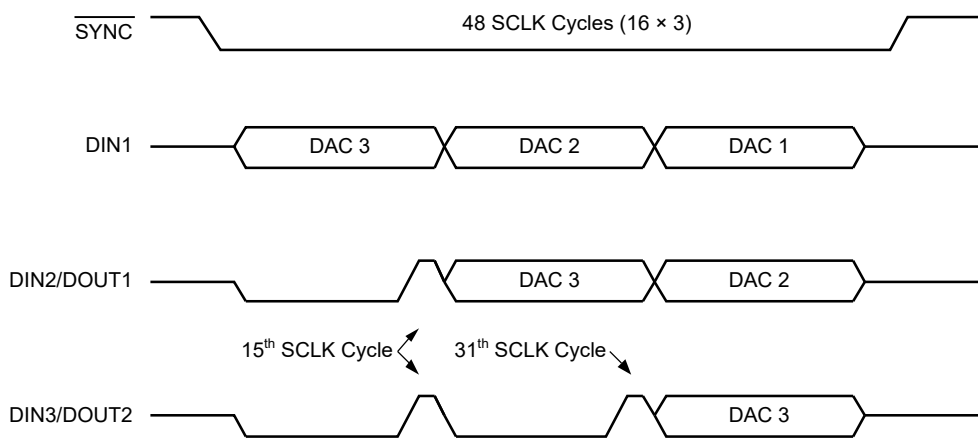 SYNC
48 SCLK Cycles (16 × 3)
DIN1
DAC 3
DAC 2
DAC 1
DIN2/DOUT1
DAC 3
DAC 2
15th SCLK Cycle
31th SCLK Cycle
DIN3/DOUT2
DAC 3